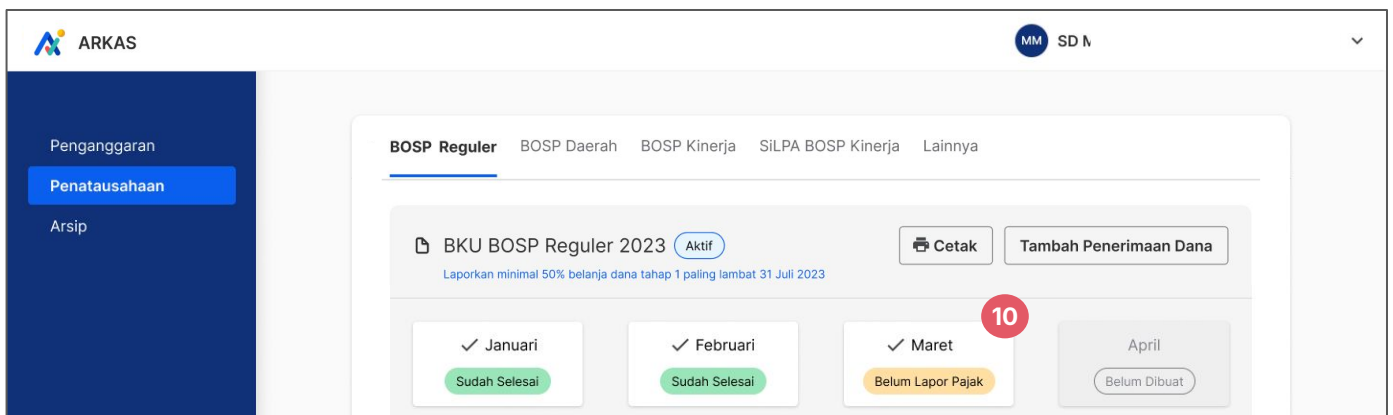 ARKAS
MM SD
Penganggaran
Penatausahaan
Arsip
BOSP Reguler BOSP Daerah BOSP Kinerja SiLPA BOSP Kinerja Lainnya
BKU BOSP Reguler 2023 Aktif
Cetak Tambah Penerimaan Dana
Laporkan minimal 50% belanja dana tahap 1 paling lambat 31 Juli 2023
10
Januari Februari Maret April
Sudah Selesai Sudah Selesai Belum Lapor Pajak Belum Dibuat